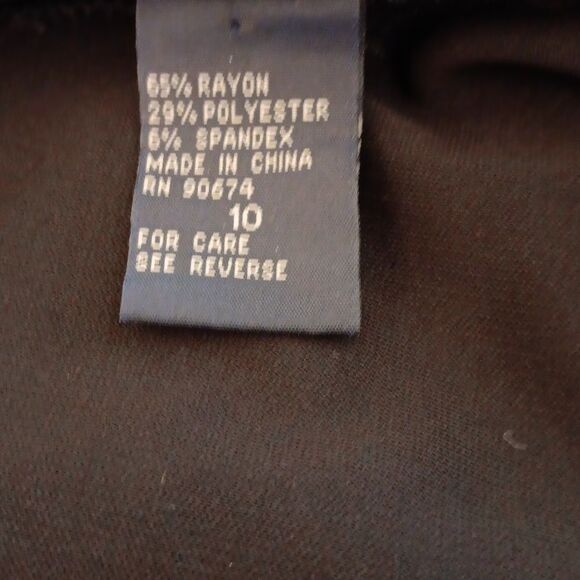 65% RAYON
29% POLYESTER
6% SPANDEX
MADE IN CHINA
RN 90674
10
FOR CARE
SEE REVERSE